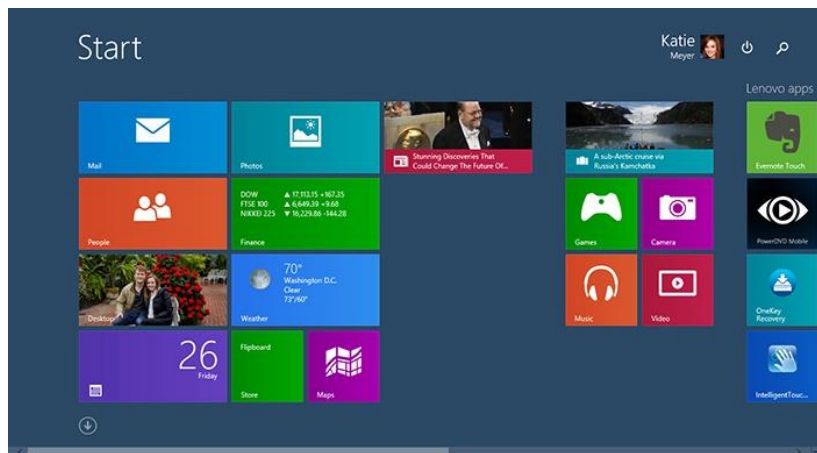 Start
Katie
Meyer
Lenovo apps
Mail
Photos
Stunning Discoveries That
Could Change The Future Of...
A sub-Arctic cruise via
Russia's Kamchatka
Evernote Touch
People
DOW ▲ 17,113.15 +167.35
FTSE 100 ▲ 6,649.39 +9.68
NIKKEI 225 ▼ 16,229.86 -144.28
Finance
Games
Camera
PowerDVD Mobile
Desktop
70°
Washington D.C.
Clear
73°/60°
Weather
Music
Video
OneKey
Recovery
26
Friday
Flipboard
Store
Maps
IntelligentTouc...